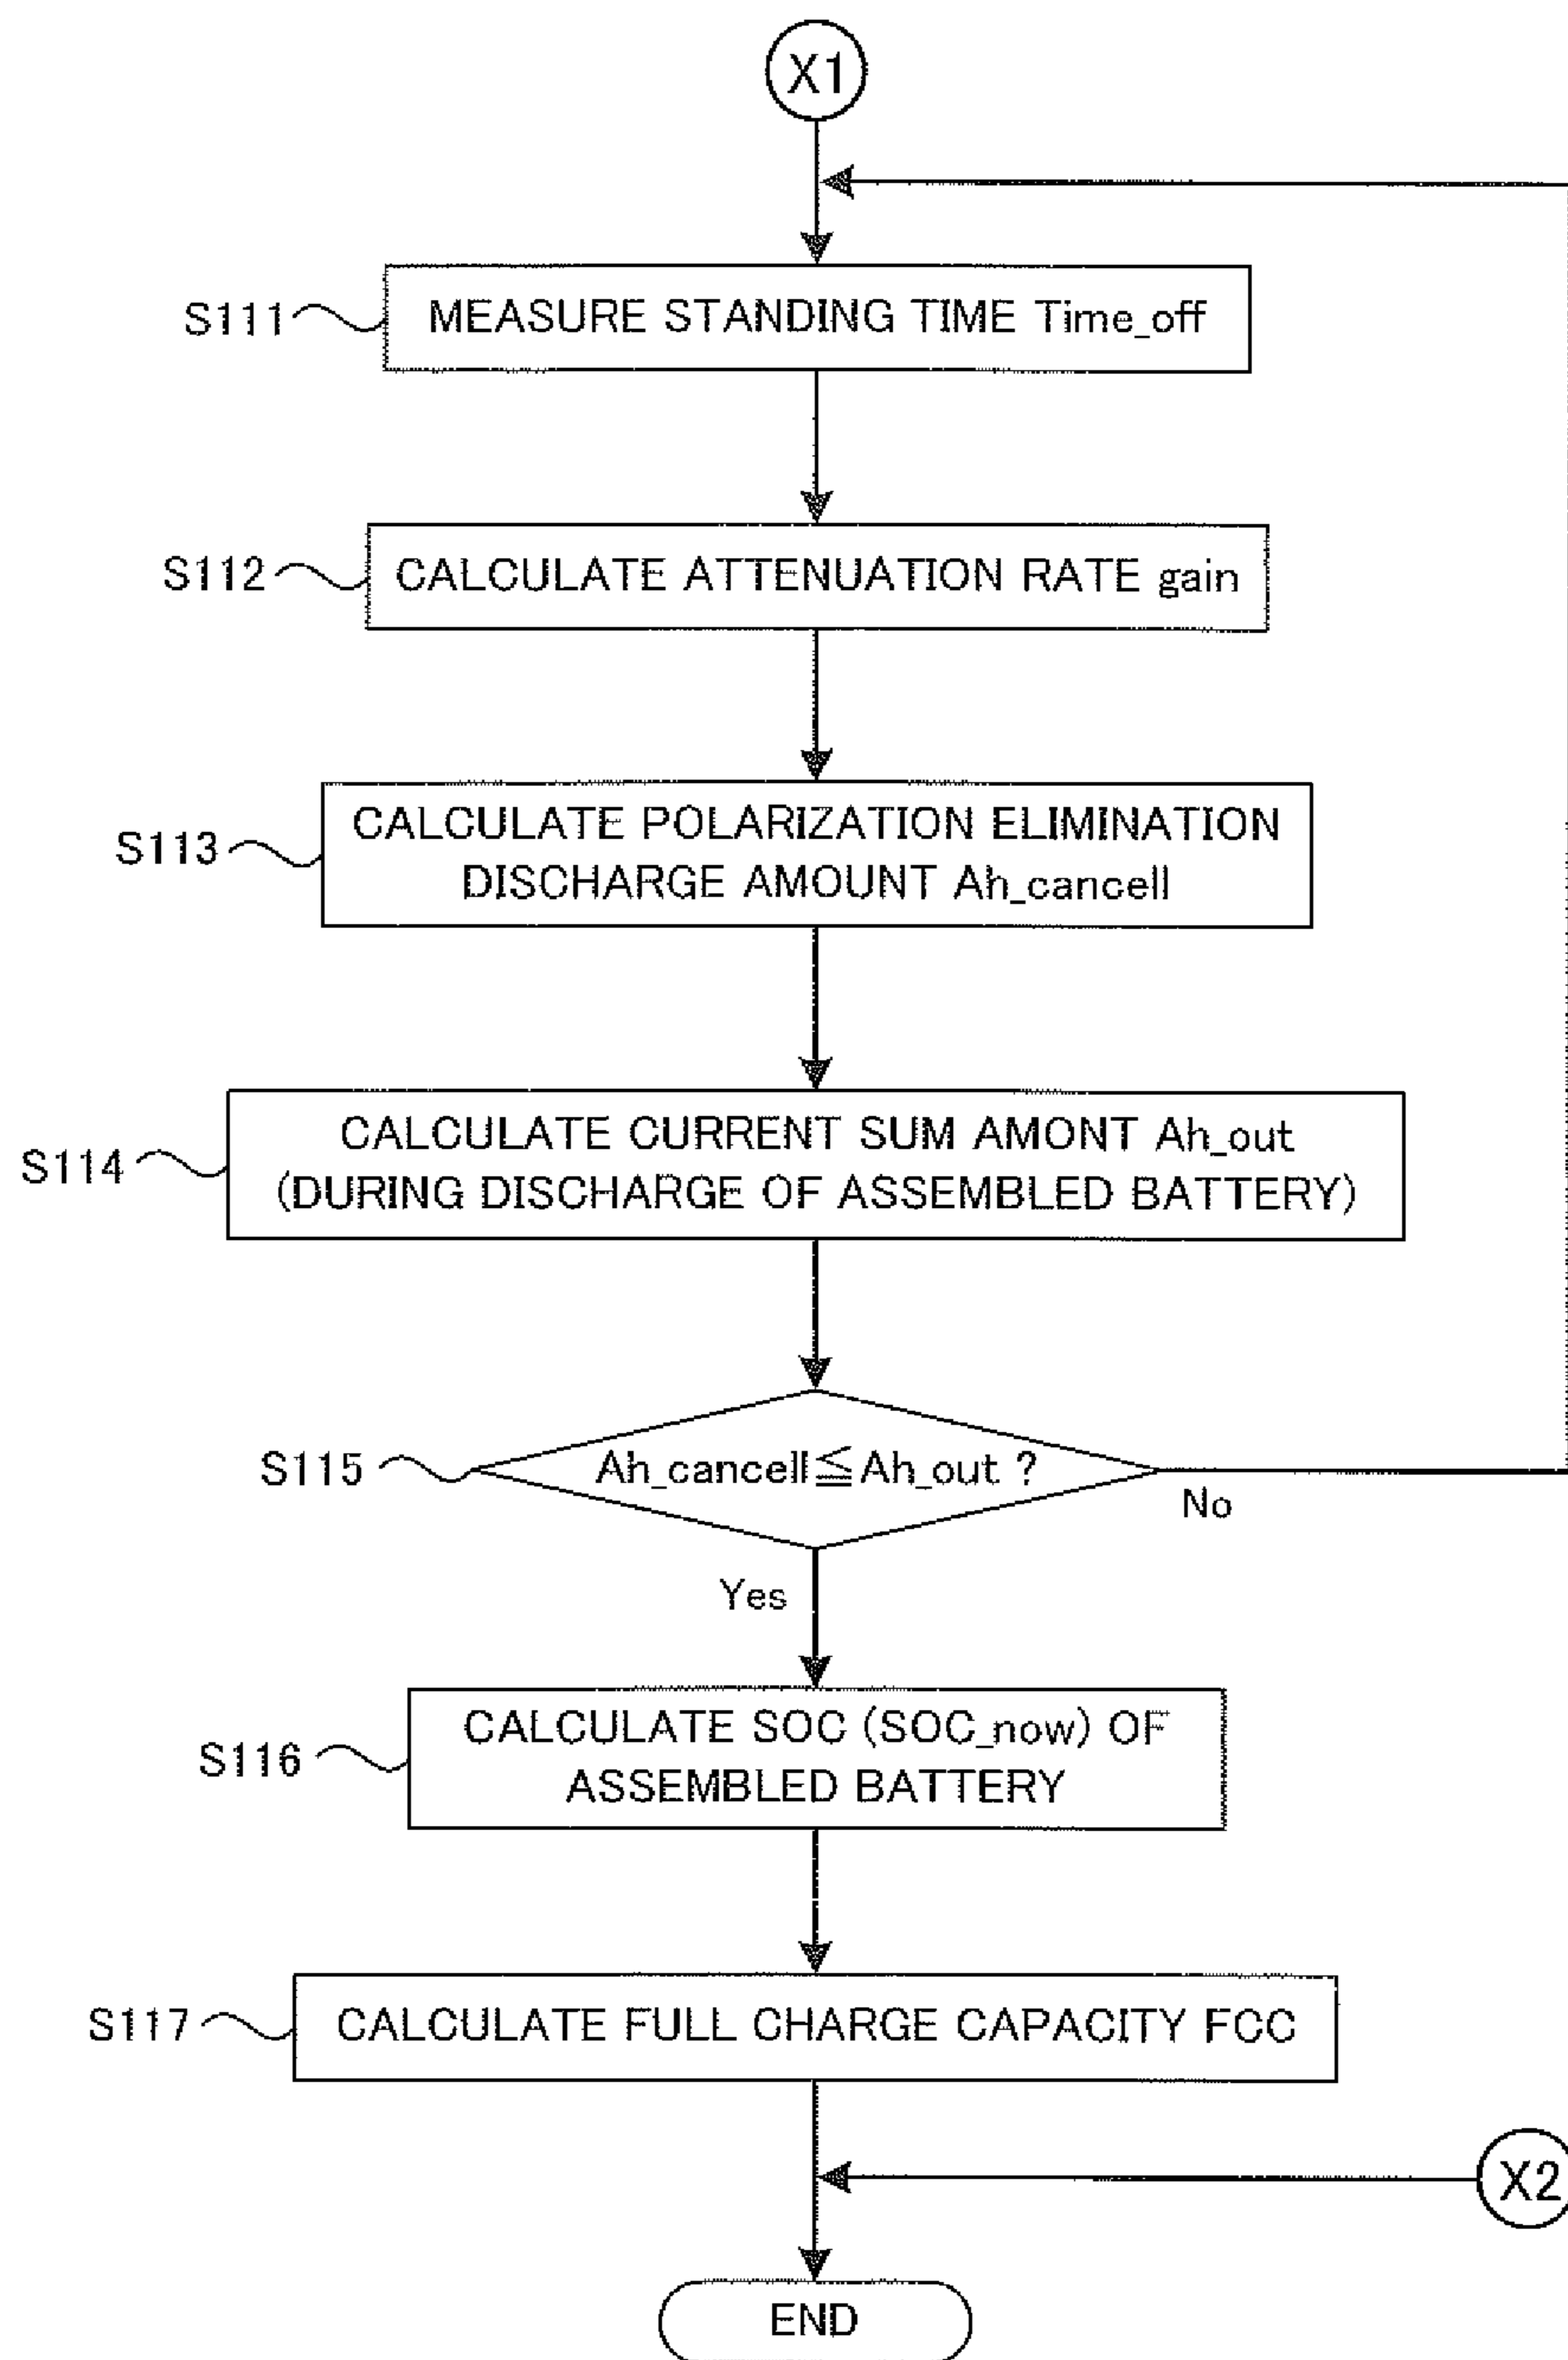 X1
S111
MEASURE STANDING TIME Time_off
S112
CALCULATE ATTENUATION RATE gain
S113
CALCULATE POLARIZATION ELIMINATION
DISCHARGE AMOUNT Ah_cancell
S114
CALCULATE CURRENT SUM AMONT Ah_out
(DURING DISCHARGE OF ASSEMBLED BATTERY)
S115
Ah_cancell≦Ah_out ?
No
Yes
S116
CALCULATE SOC (SOC_now) OF
ASSEMBLED BATTERY
S117
CALCULATE FULL CHARGE CAPACITY FCC
X2
END